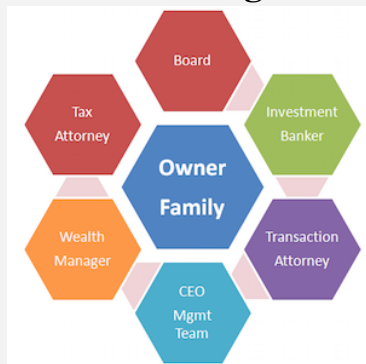 Board
Tax
Attorney
Investment
Banker
Owner
Family
Wealth
Manager
Transaction
Attorney
CEO
Mgmt
Team